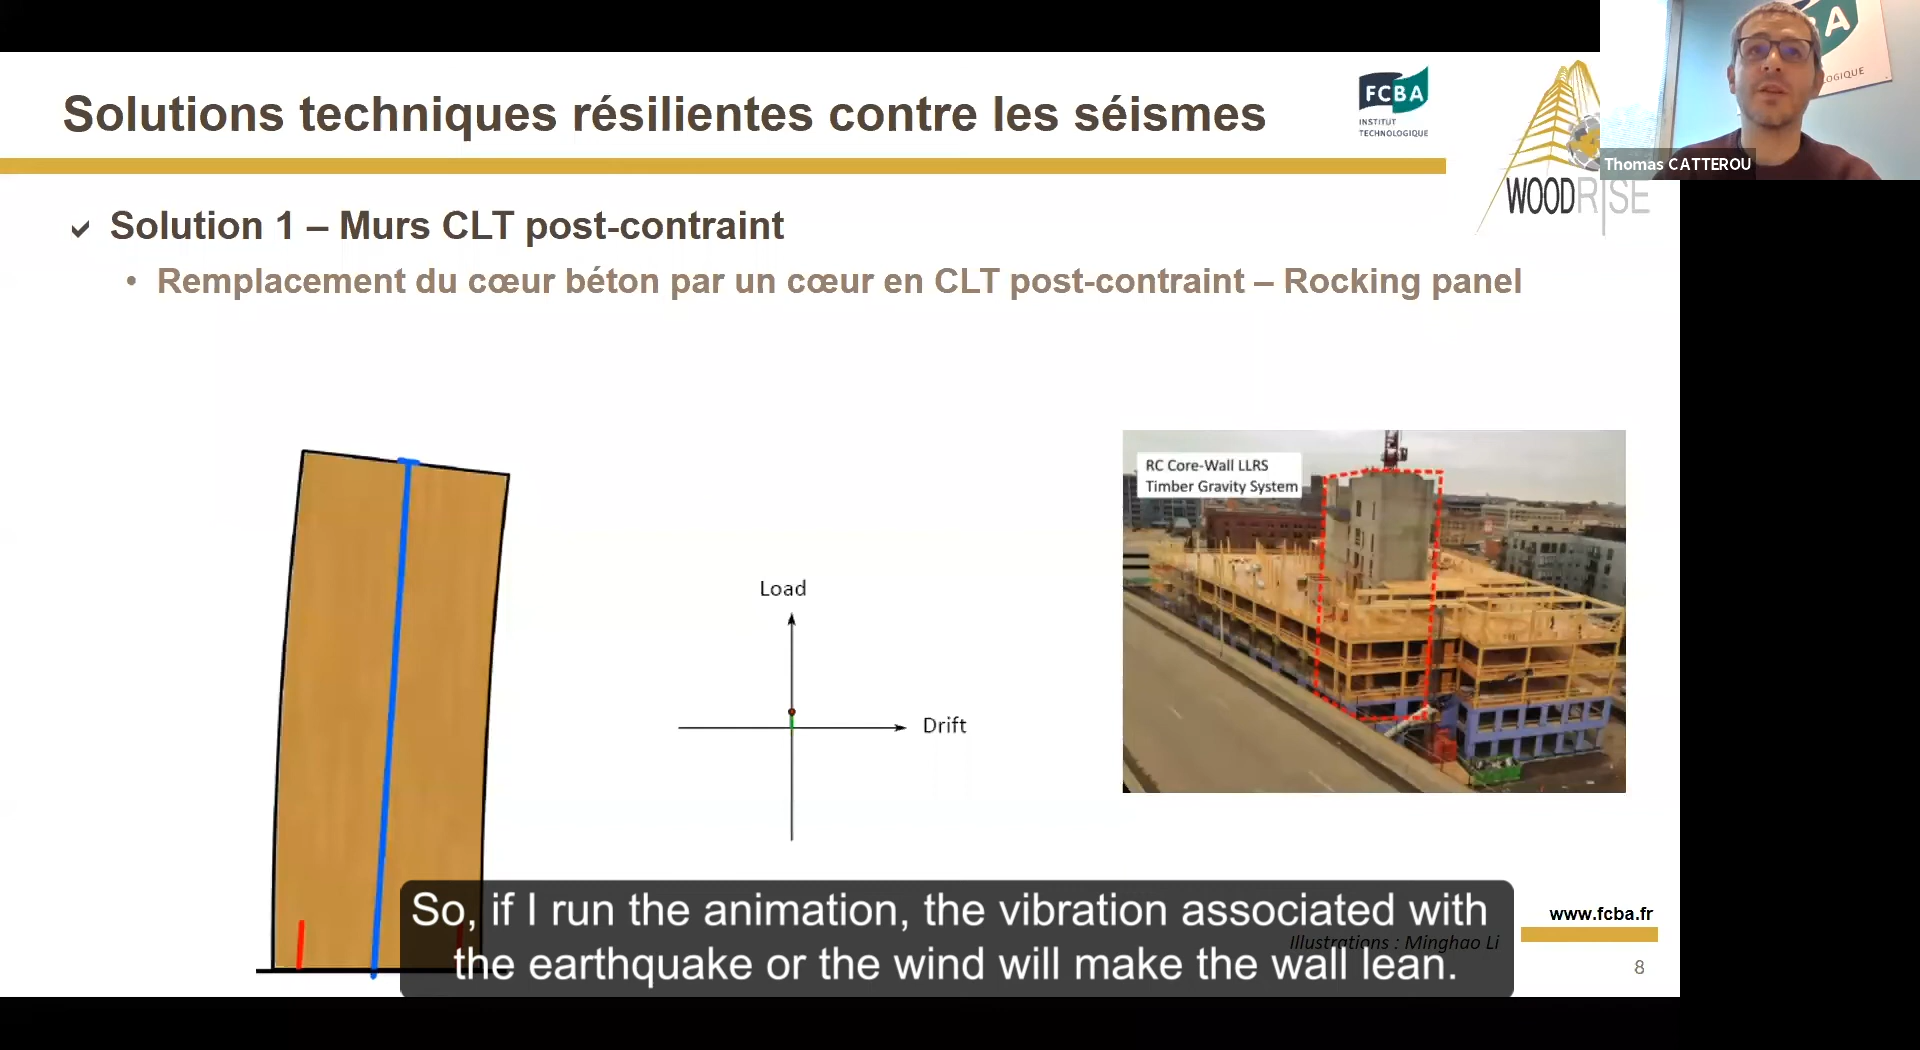 Solutions techniques résilientes contre les séismes
FCBA
INSTITUT
TECHNOLOGIQUE
WOODRISE
BA
LOGIQUE
Thomas CATTEROU
Solution 1 – Murs CLT post-contraint
• Remplacement du cœur béton par un cœur en CLT post-contraint – Rocking panel
RC Core-Wall LLRS
Timber Gravity System
Load
Drift
So, if I run the animation, the vibration associated with
the earthquake or the wind will make the wall lean.
Illustrations : Minghao Li
www.fcba.fr
8